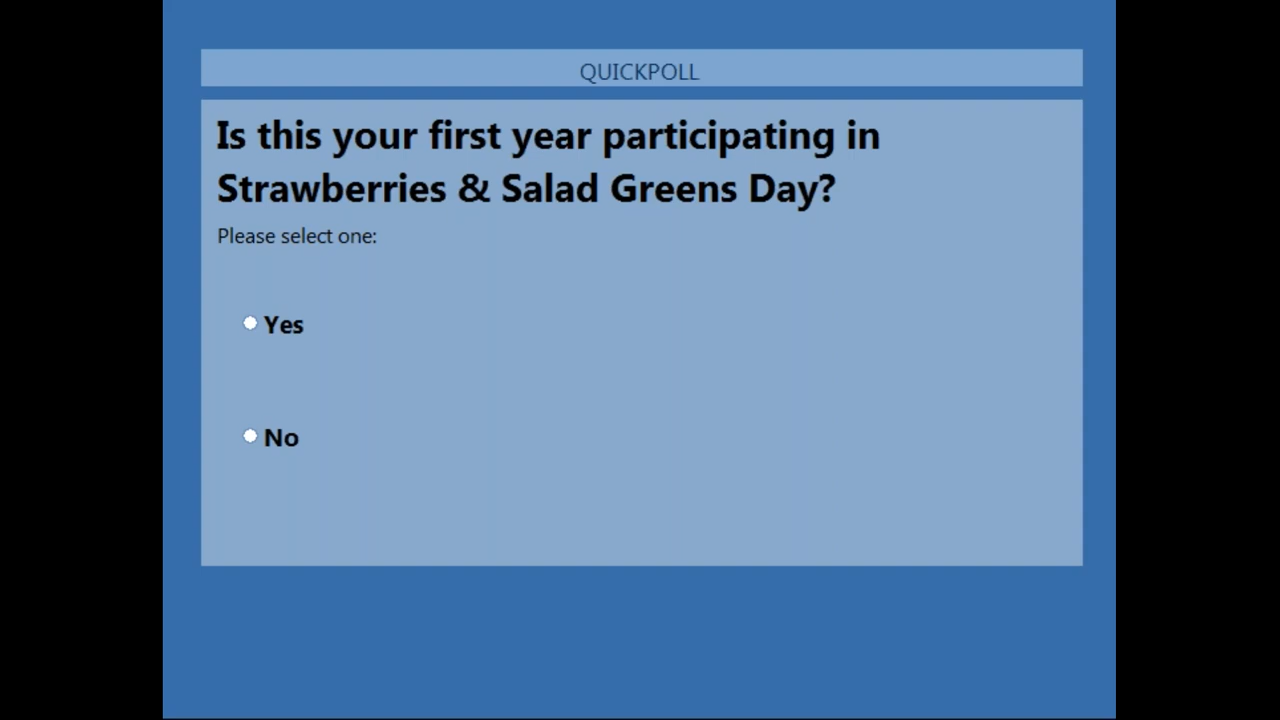 QUICKPOLL
Is this your first year participating in
Strawberries & Salad Greens Day?
Please select one:
Yes
No